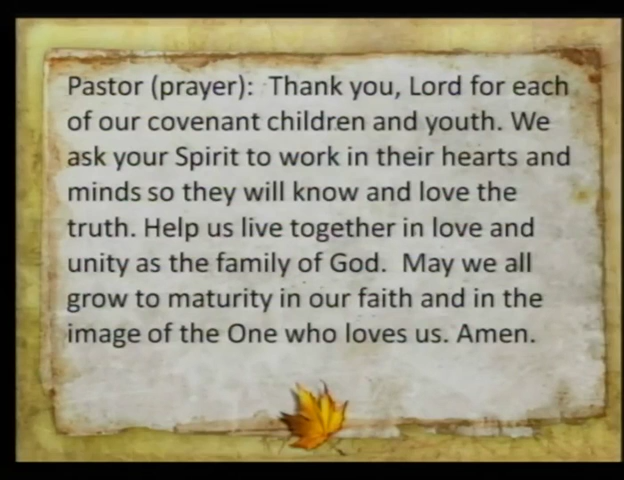 Pastor (prayer):  Thank you, Lord for each
of our covenant children and youth. We
ask your Spirit to work in their hearts and
minds so they will know and love the
truth. Help us live together in love and
unity as the family of God.  May we all
grow to maturity in our faith and in the
image of the One who loves us. Amen.